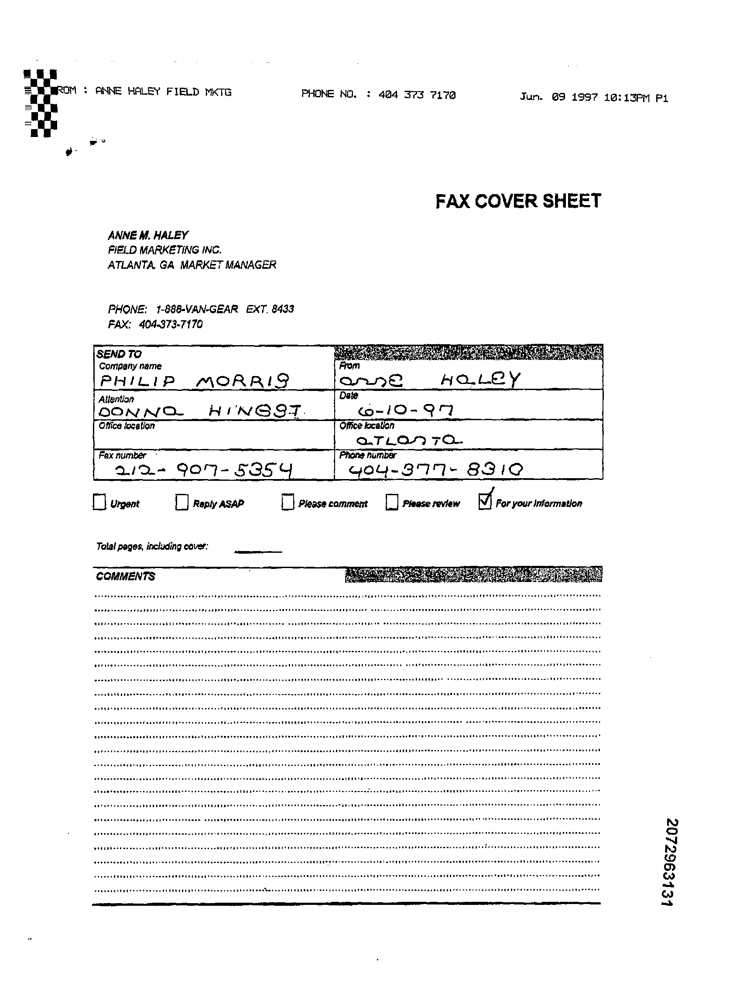 ROM : ANNE HALEY FIELD MKTG PHONE NO. : 404 373 7170 Jun. 09 1997 10:13PM P1
FAX COVER SHEET
ANNE M. HALEY
FIELD MARKETING INC.
ATLANTA, GA MARKET MANAGER
PHONE: 1-888-VAN-GEAR EXT. 8433
FAX: 404-373-7170
SEND TO
Company name From
PHILIP MORRIS ANNE HALEY
Attention Date
DONNA HINGST 6-10-97
Office location Office location
ATLANTA
Fax number Phone number
212-907-5354 404-377-8310
Urgent Reply ASAP Please comment Please review For your Information
Total pages, including cover:
COMMENTS
2072963131